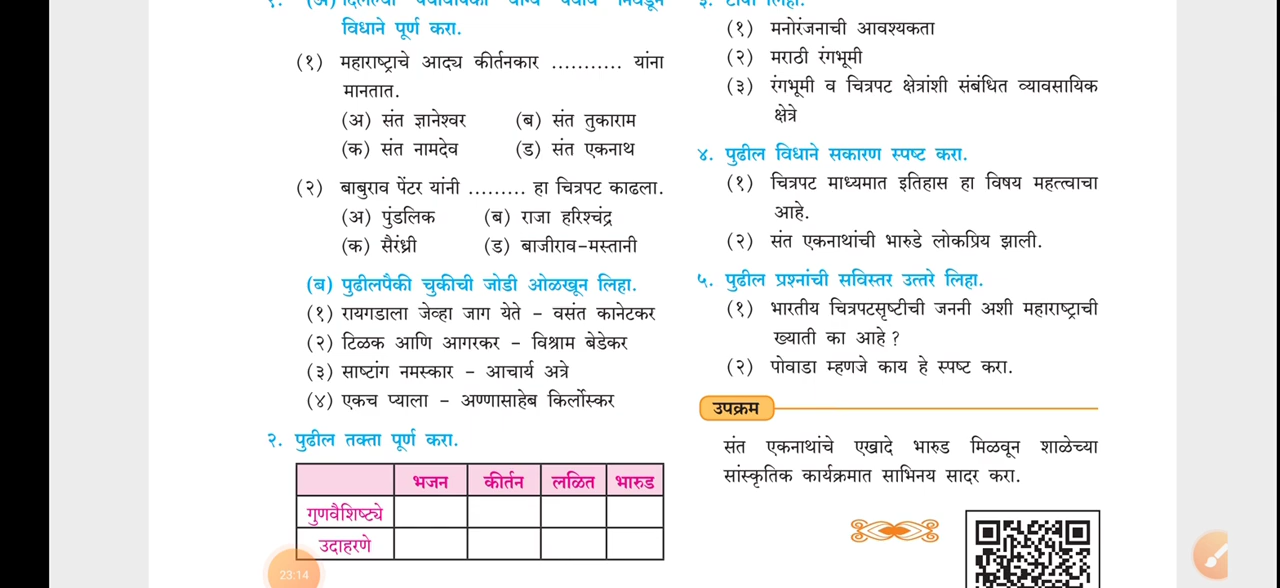 विधाने पूर्ण करा.
(१) महाराष्ट्राचे आद्य कीर्तनकार ........... यांना
मानतात.
(अ) संत ज्ञानेश्वर (ब) संत तुकाराम
(क) संत नामदेव (ड) संत एकनाथ
(२) बाबुराव पेंटर यांनी ......... हा चित्रपट काढला.
(अ) पुंडलिक (ब) राजा हरिश्चंद्र
(क) सैरंध्री (ड) बाजीराव-मस्तानी
(ब) पुढीलपैकी चुकीची जोडी ओळखून लिहा.
(१) रायगडाला जेव्हा जाग येते - वसंत कानेटकर
(२) टिळक आणि आगरकर - विश्राम बेडेकर
(३) साष्टांग नमस्कार - आचार्य अत्रे
(४) एकच प्याला - अण्णासाहेब किर्लोस्कर
२. पुढील तक्ता पूर्ण करा.
भजन कीर्तन लळित भारुड
गुणवैशिष्ट्ये
उदाहरणे
23:14
(१) मनोरंजनाची आवश्यकता
(२) मराठी रंगभूमी
(३) रंगभूमी व चित्रपट क्षेत्रांशी संबंधित व्यावसायिक
क्षेत्रे
४. पुढील विधाने सकारण स्पष्ट करा.
(१) चित्रपट माध्यमात इतिहास हा विषय महत्त्वाचा
आहे.
(२) संत एकनाथांची भारुडे लोकप्रिय झाली.
५. पुढील प्रश्नांची सविस्तर उत्तरे लिहा.
(१) भारतीय चित्रपटसृष्टीची जननी अशी महाराष्ट्राची
ख्याती का आहे ?
(२) पोवाडा म्हणजे काय हे स्पष्ट करा.
उपक्रम
संत एकनाथांचे एखादे भारुड मिळवून शाळेच्या
सांस्कृतिक कार्यक्रमात साभिनय सादर करा.